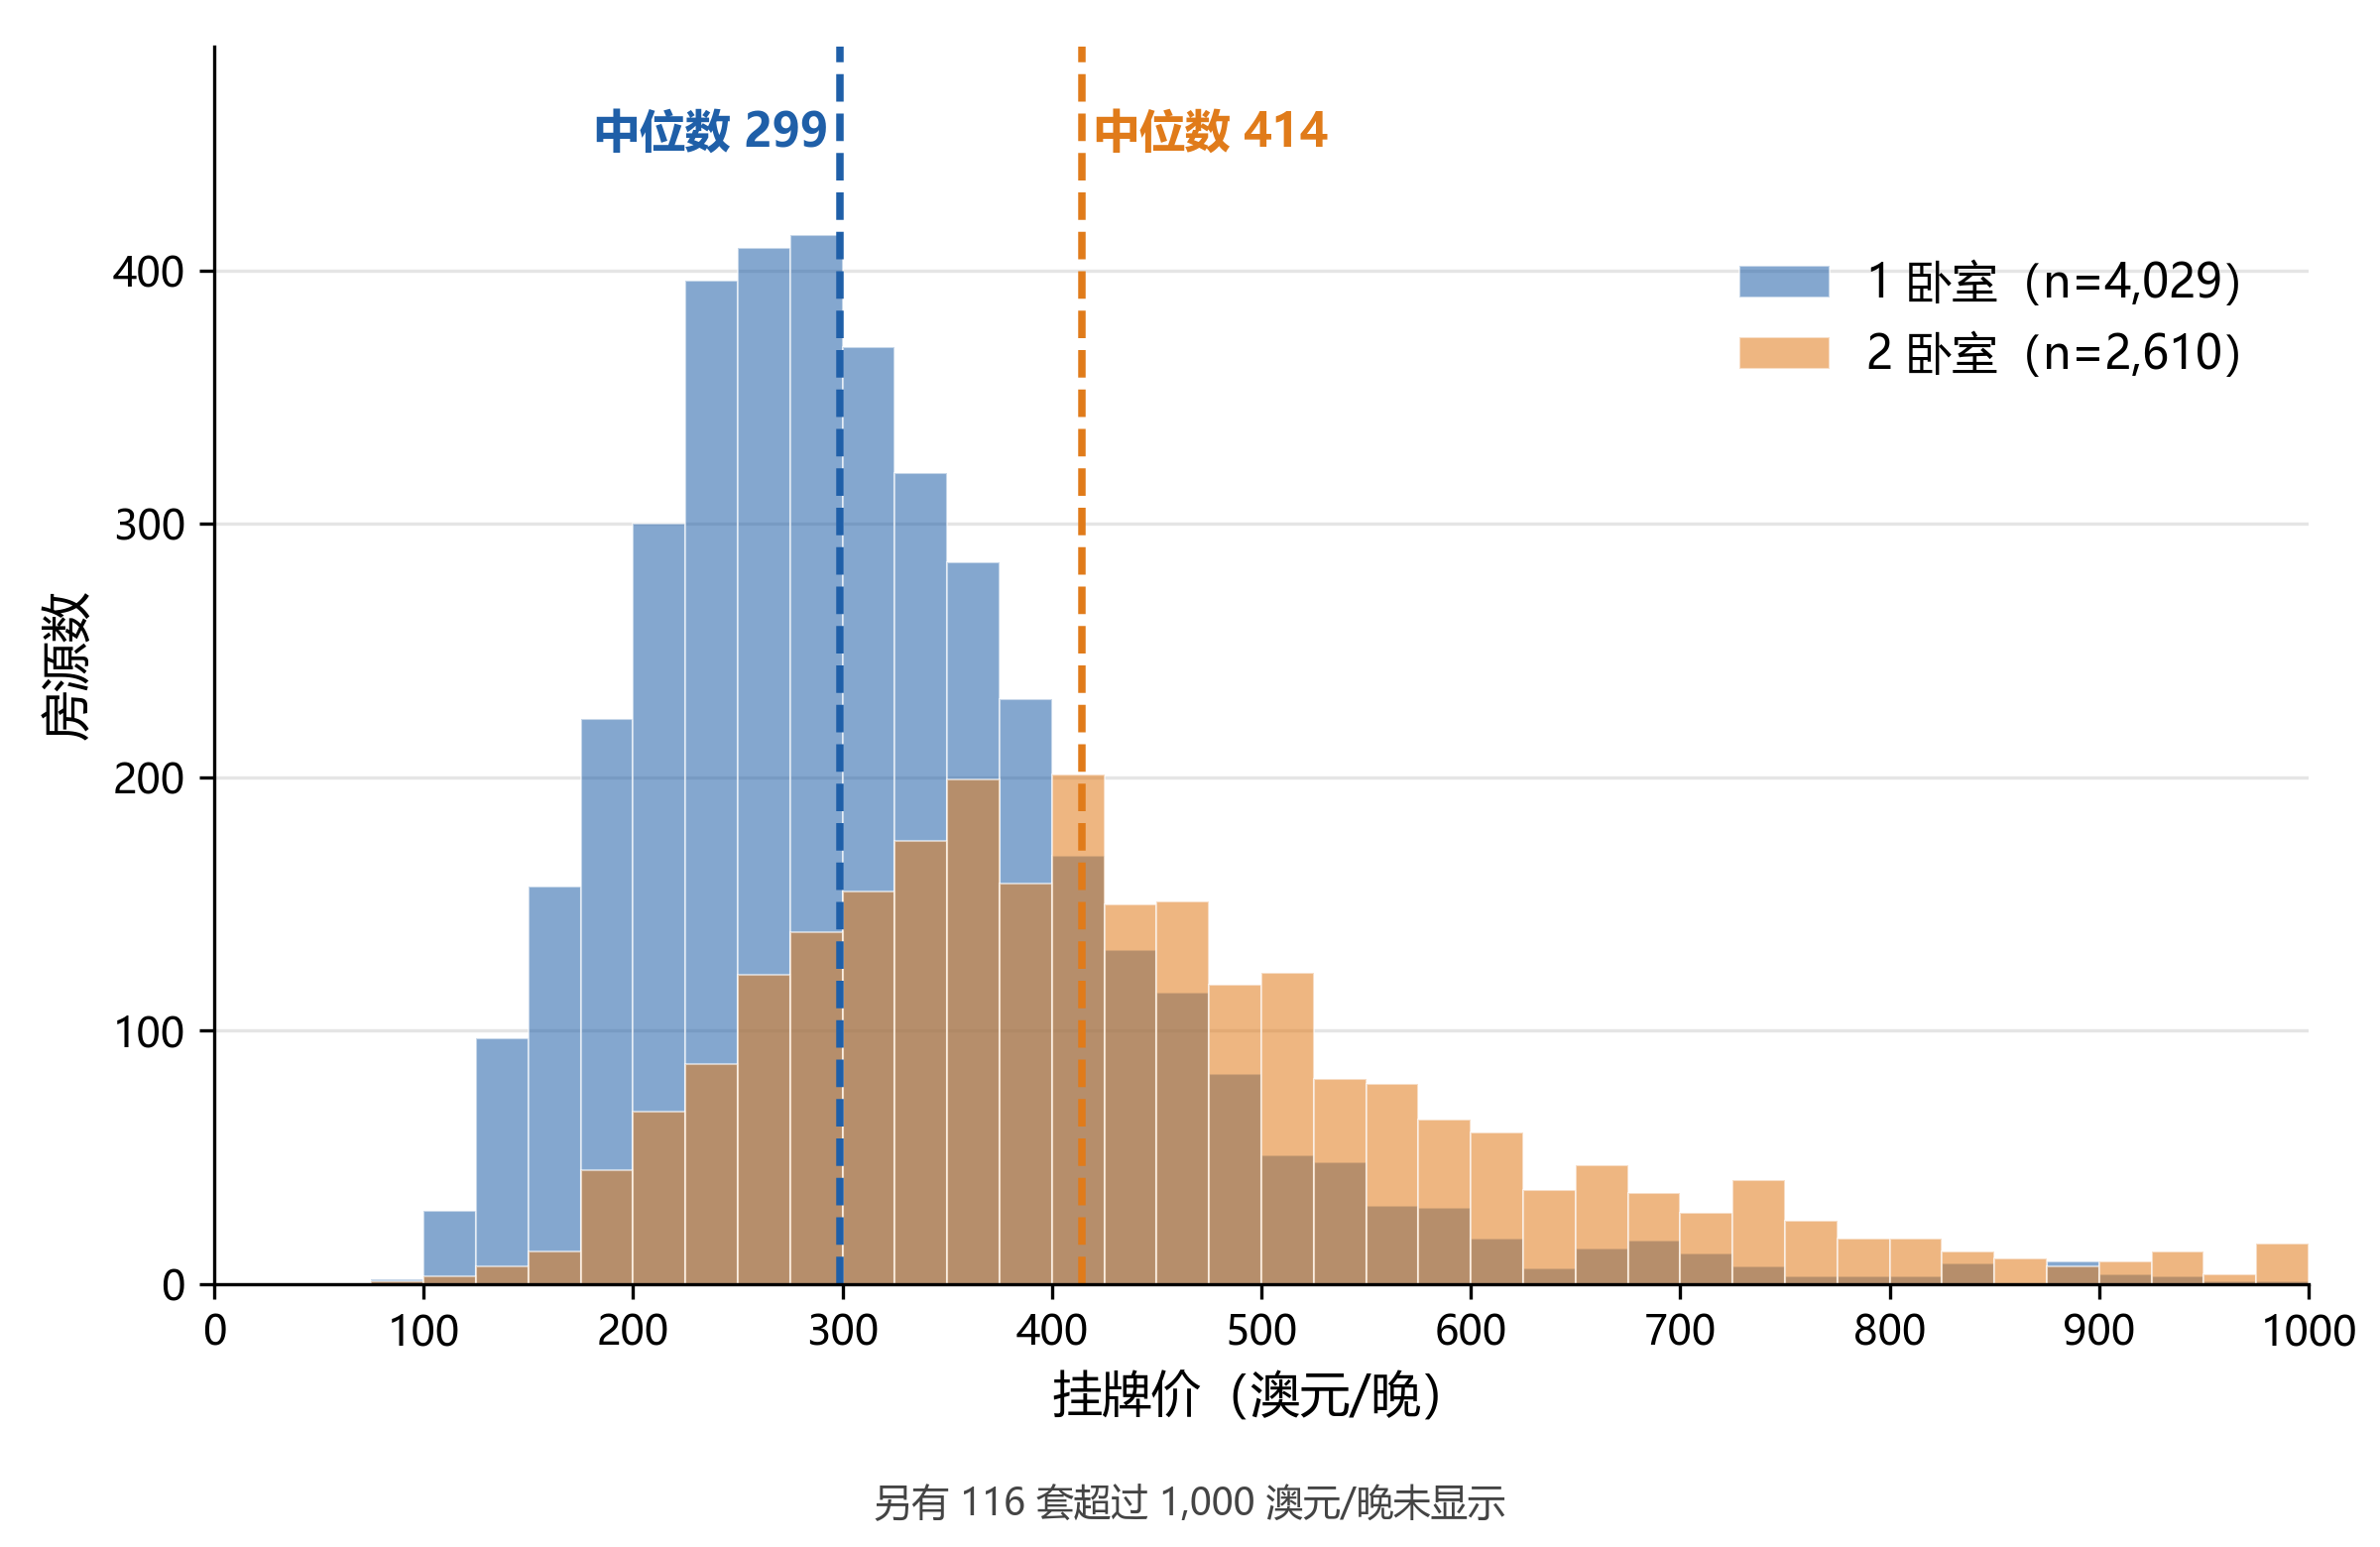 中位数 299
中位数 414
1 卧室（n=4,029）
2 卧室（n=2,610）
房源数
400
300
200
100
0
0 100 200 300 400 500 600 700 800 900 1000
挂牌价（澳元/晚）
另有 116 套超过 1,000 澳元/晚未显示